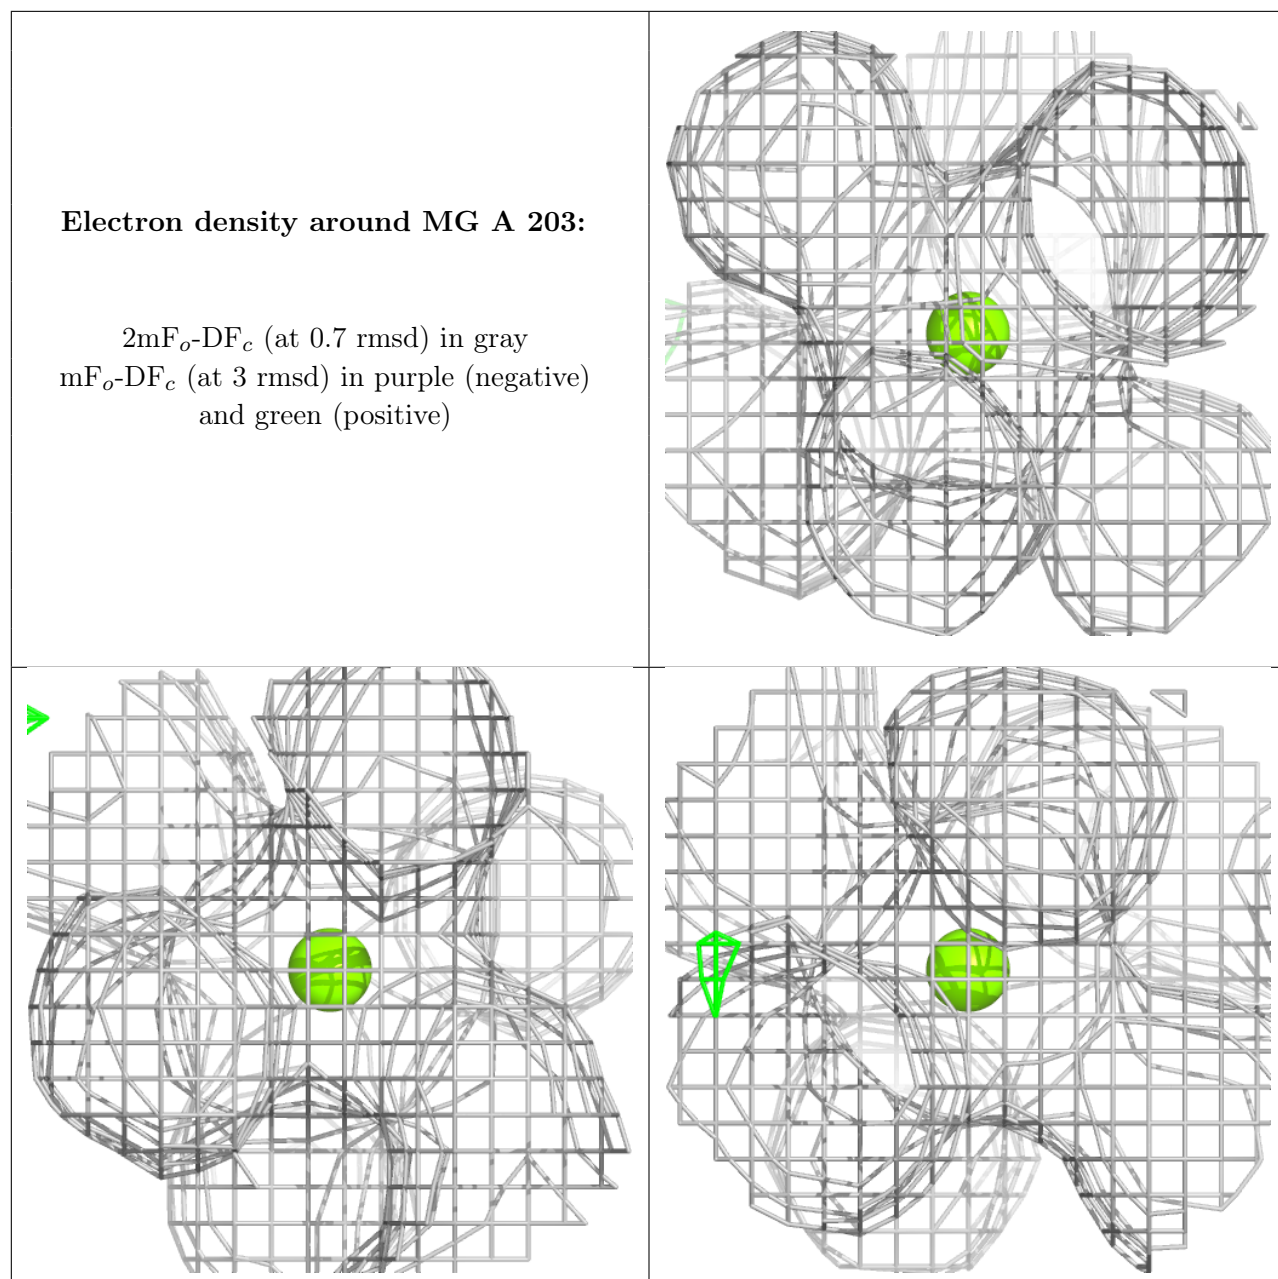 Electron density around MG A 203:
2mFₒ-DF𝒸 (at 0.7 rmsd) in gray
mFₒ-DF𝒸 (at 3 rmsd) in purple (negative)
and green (positive)